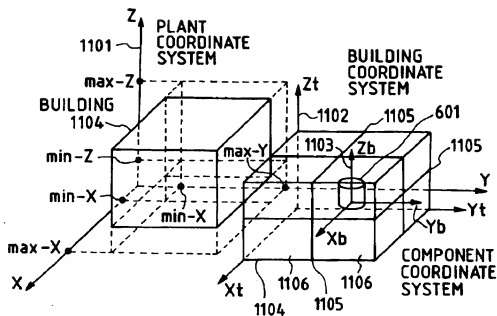 Z
PLANT COORDINATE SYSTEM
1101
max-Z
BUILDING 1104
Zt
BUILDING COORDINATE SYSTEM
1102
1105
601
1103
Zb
1105
min-Z
max-Y
min-X
min-X
Y
Yt
Yb
max-X
X
Xb
Xt
1104
1106
1105
1106
COMPONENT COORDINATE SYSTEM